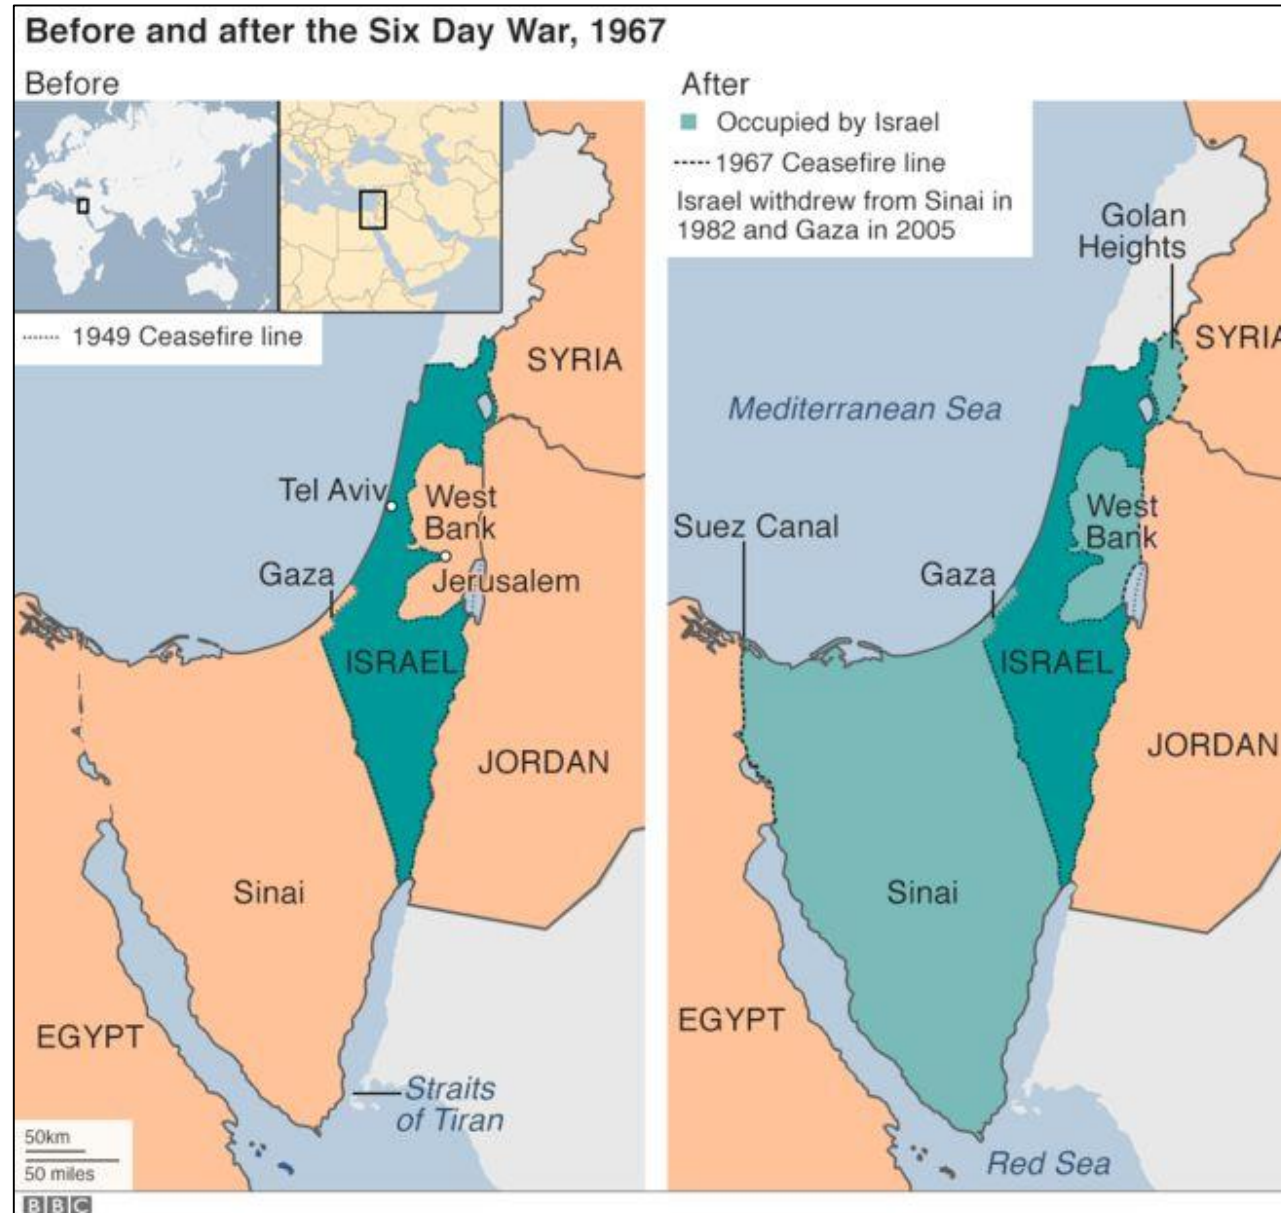 Before and after the Six Day War, 1967
Before
1949 Ceasefire line
SYRIA
Tel Aviv
West
Bank
Gaza
Jerusalem
ISRAEL
JORDAN
Sinai
EGYPT
Straits
of Tiran
50km
50 miles
After
Occupied by Israel
1967 Ceasefire line
Israel withdrew from Sinai in
1982 and Gaza in 2005
Golan
Heights
SYRIA
Mediterranean Sea
West
Bank
Suez Canal
Gaza
ISRAEL
JORDAN
Sinai
EGYPT
Red Sea
BBC